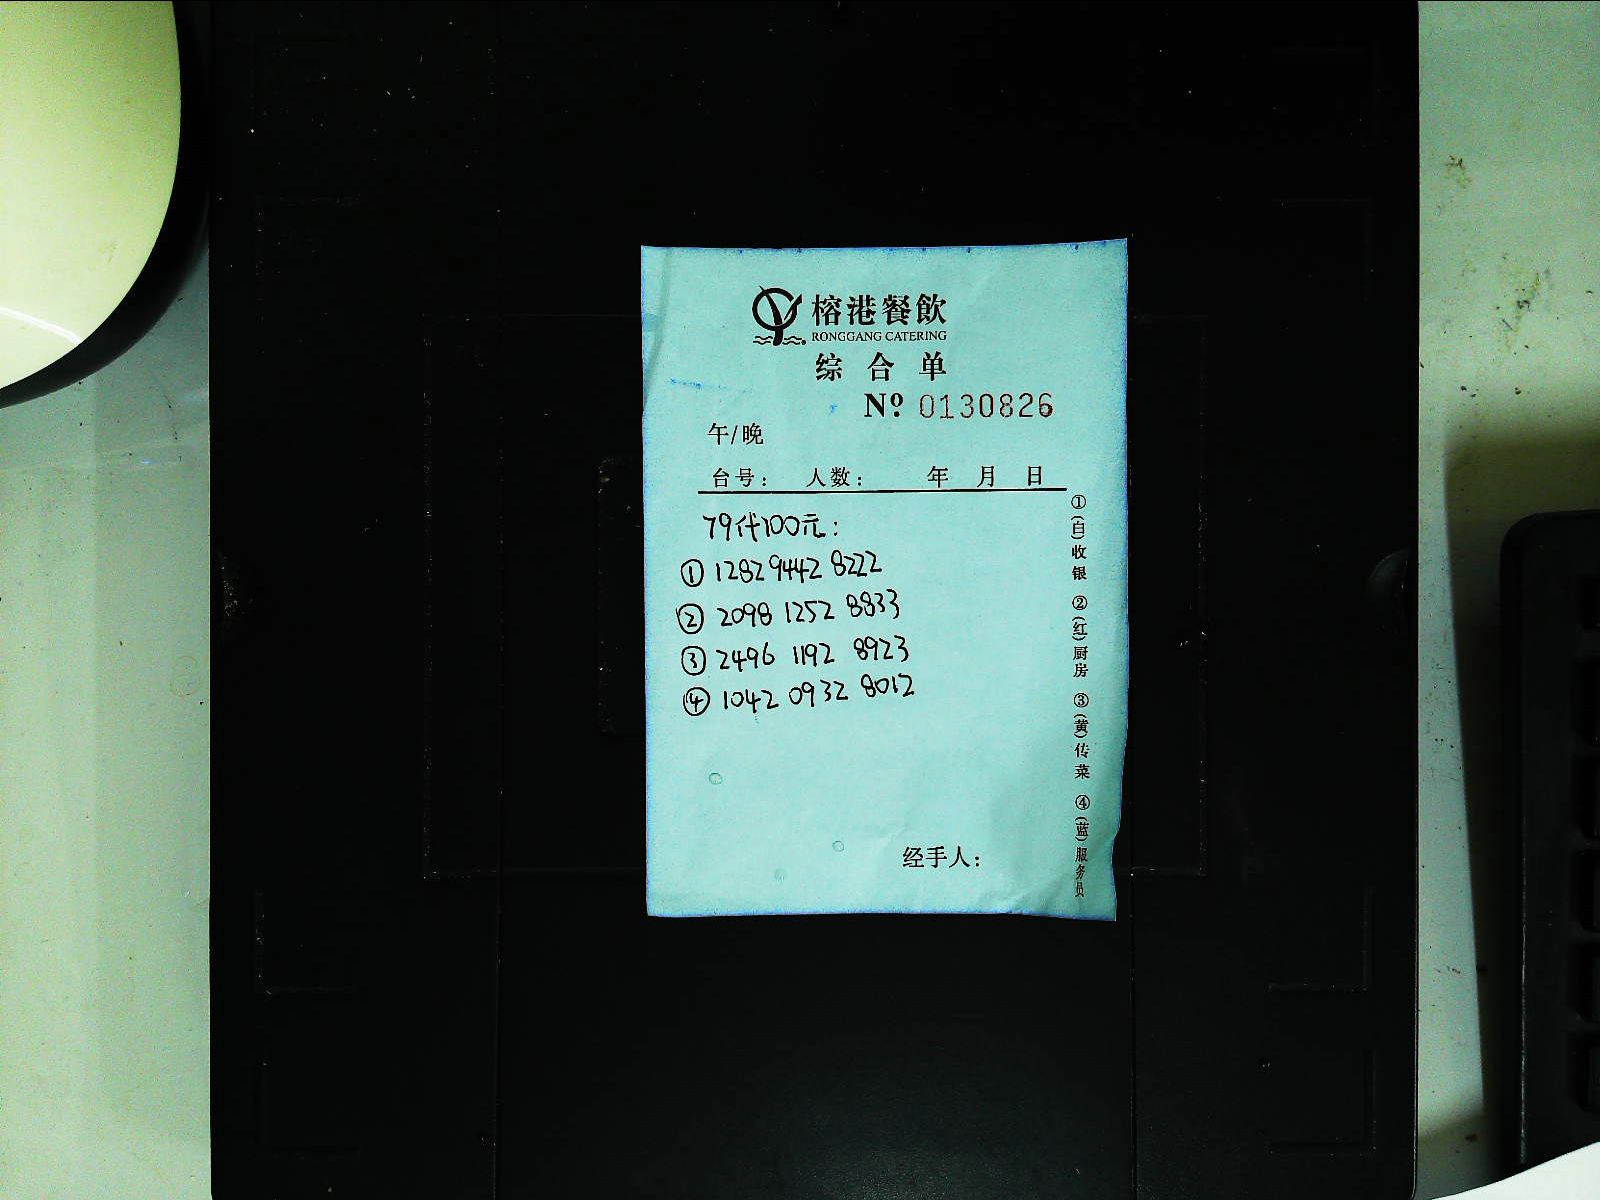 榕港餐飲
RONGGANG CATERING
综合单
Nº 0130826
午/晚
台号: 人数: 年 月 日
79代100元:
① 1282 9442 8222
② 2098 1252 8833
③ 2496 1192 8923
④ 1042 0932 8012
经手人:
①(白)收银 ②(红)厨房 ③(黄)传菜 ④(蓝)服务员